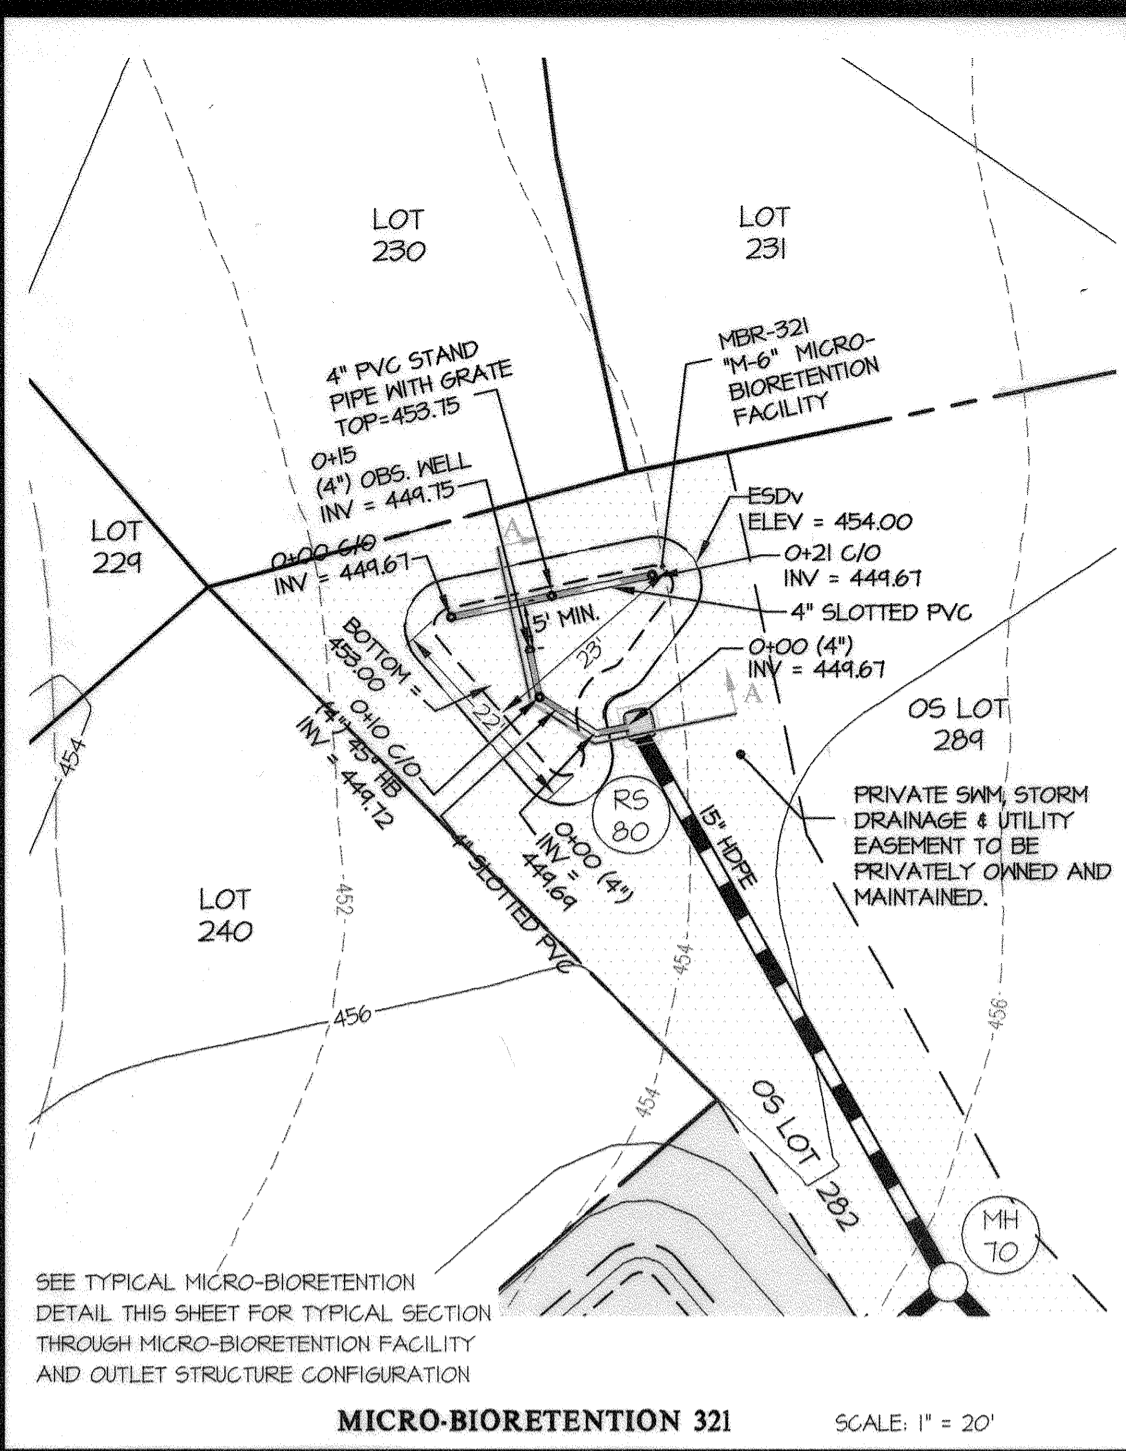 LOT
230
LOT
231
4" PVC STAND
PIPE WITH GRATE
TOP=453.75
MBR-321
"M-6" MICRO-
BIORETENTION
FACILITY
0+15
(4") OBS. WELL
INV = 449.75
LOT
229
0+00 C/O
INV = 449.67
A
ESDv
ELEV = 454.00
0+21 C/O
INV = 449.67
4" SLOTTED PVC
5' MIN.
23'
0+00 (4")
INV = 449.67
BOTTOM =
453.00
22'
A
0+10 C/O
(4") 45° HB
INV = 449.72
OS LOT
289
454
RS
80
15" HDPE
0+00 (4")
INV =
449.69
4" SLOTTED PVC
PRIVATE SWM, STORM
DRAINAGE & UTILITY
EASEMENT TO BE
PRIVATELY OWNED AND
MAINTAINED.
LOT
240
452
454
456
456
454
OS LOT 282
MH
70
SEE TYPICAL MICRO-BIORETENTION
DETAIL THIS SHEET FOR TYPICAL SECTION
THROUGH MICRO-BIORETENTION FACILITY
AND OUTLET STRUCTURE CONFIGURATION
MICRO-BIORETENTION 321
SCALE: 1" = 20'